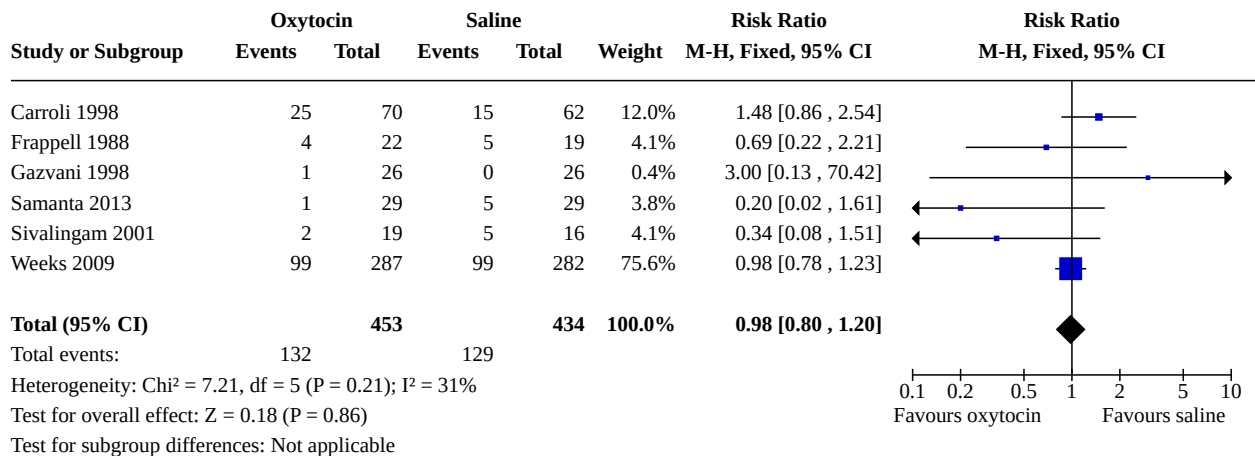 Oxytocin Saline Risk Ratio Risk Ratio
Study or Subgroup Events Total Events Total Weight M-H, Fixed, 95% CI M-H, Fixed, 95% CI
Carroli 1998 25 70 15 62 12.0% 1.48 [0.86 , 2.54]
Frappell 1988 4 22 5 19 4.1% 0.69 [0.22 , 2.21]
Gazvani 1998 1 26 0 26 0.4% 3.00 [0.13 , 70.42]
Samanta 2013 1 29 5 29 3.8% 0.20 [0.02 , 1.61]
Sivalingam 2001 2 19 5 16 4.1% 0.34 [0.08 , 1.51]
Weeks 2009 99 287 99 282 75.6% 0.98 [0.78 , 1.23]
Total (95% CI) 453 434 100.0% 0.98 [0.80 , 1.20]
Total events: 132 129
Heterogeneity: Chi² = 7.21, df = 5 (P = 0.21); I² = 31%
0.1 0.2 0.5 1 2 5 10
Test for overall effect: Z = 0.18 (P = 0.86)
Favours oxytocin Favours saline
Test for subgroup differences: Not applicable